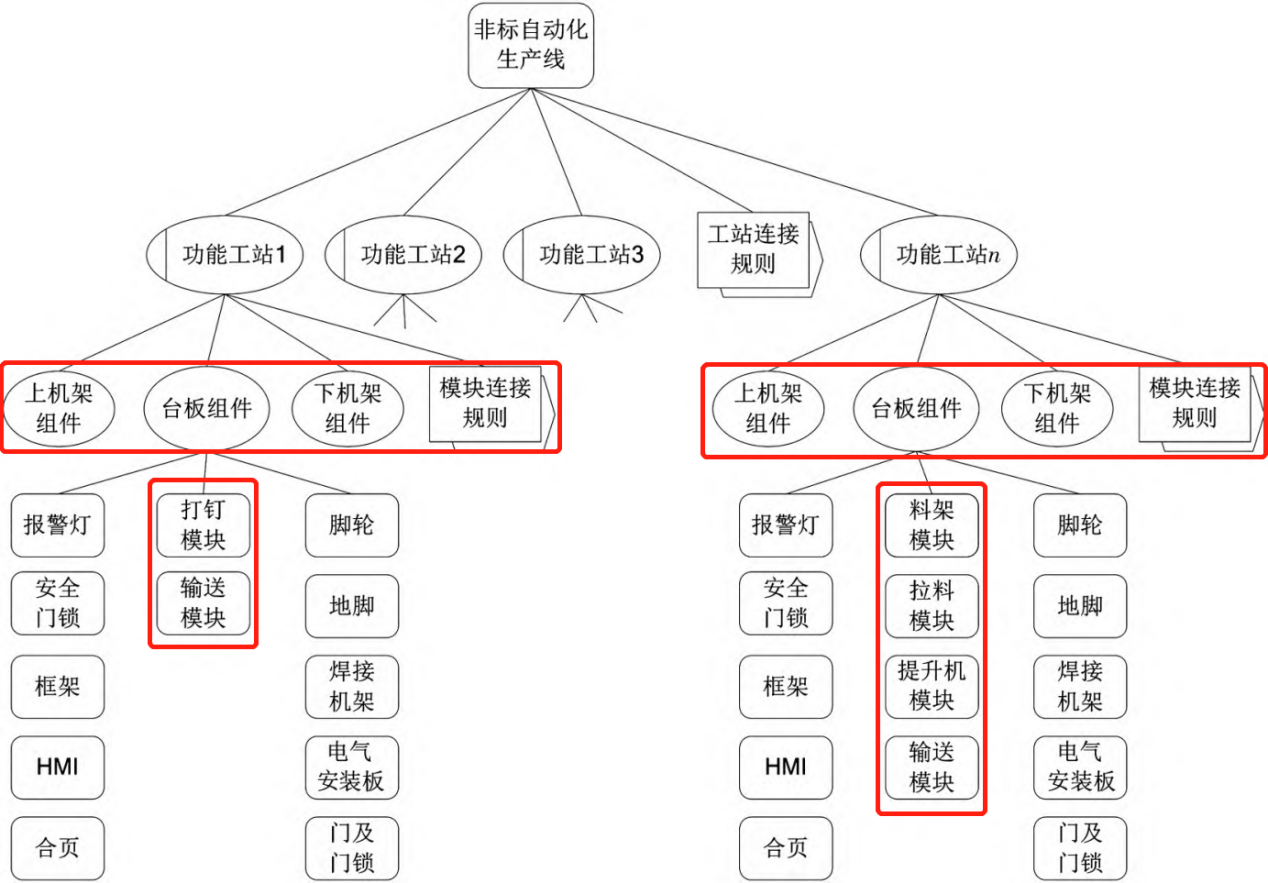 非标自动化
生产线
功能工站1
功能工站2
功能工站3
工站连接
规则
功能工站n
上机架
组件
台板组件
下机架
组件
模块连接
规则
上机架
组件
台板组件
下机架
组件
模块连接
规则
报警灯
打钉
模块
脚轮
报警灯
料架
模块
脚轮
安全
门锁
输送
模块
地脚
安全
门锁
拉料
模块
地脚
框架
焊接
机架
框架
提升机
模块
焊接
机架
HMI
电气
安装板
HMI
输送
模块
电气
安装板
合页
门及
门锁
合页
门及
门锁